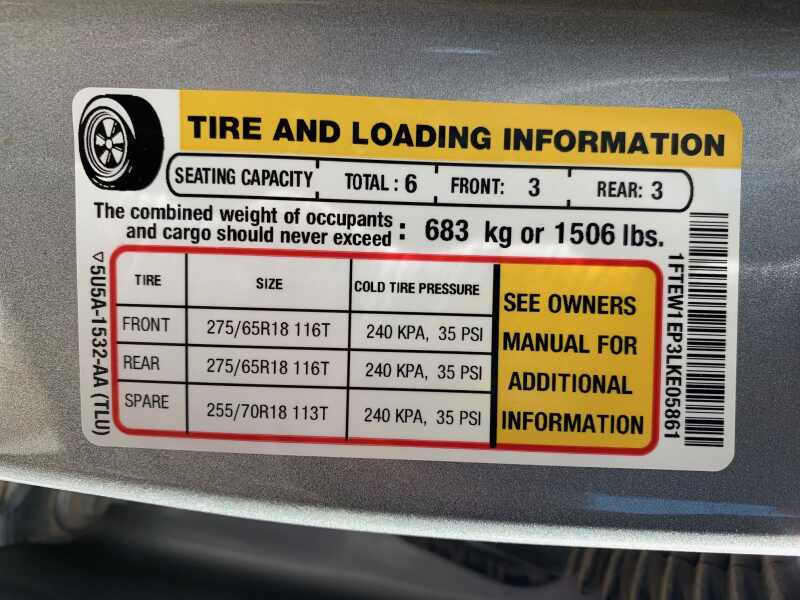 TIRE AND LOADING INFORMATION
SEATING CAPACITY TOTAL : 6 FRONT: 3 REAR: 3
The combined weight of occupants
and cargo should never exceed : 683 kg or 1506 lbs.
TIRE SIZE COLD TIRE PRESSURE
FRONT 275/65R18 116T 240 KPA, 35 PSI
REAR 275/65R18 116T 240 KPA, 35 PSI
SPARE 255/70R18 113T 240 KPA, 35 PSI
SEE OWNERS
MANUAL FOR
ADDITIONAL
INFORMATION
5U5A-1532-AA (TLU)
1FTEW1EP3LKE05861